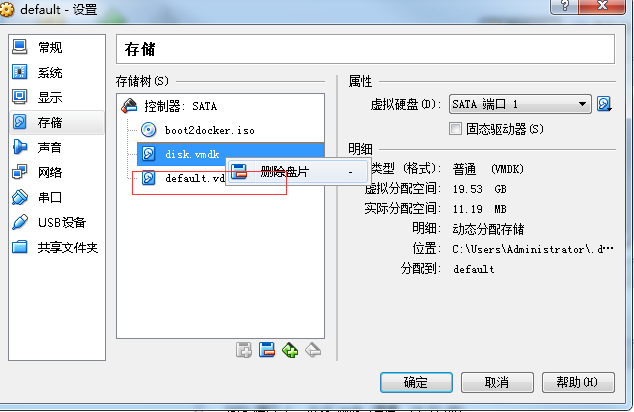 default - 设置
?
常规
系统
显示
存储
声音
网络
串口
USB设备
共享文件夹
存储
存储树(S)
控制器: SATA
boot2docker.iso
disk.vmdk
default.vd
删除盘片 -
属性
虚拟硬盘(D): SATA 端口 1
固态驱动器(S)
明细
类型 (格式): 普通 (VMDK)
虚拟分配空间: 19.53 GB
实际分配空间: 11.19 MB
明细: 动态分配存储
位置: C:\Users\Administrator\.d…
分配到: default
确定
取消
帮助(H)